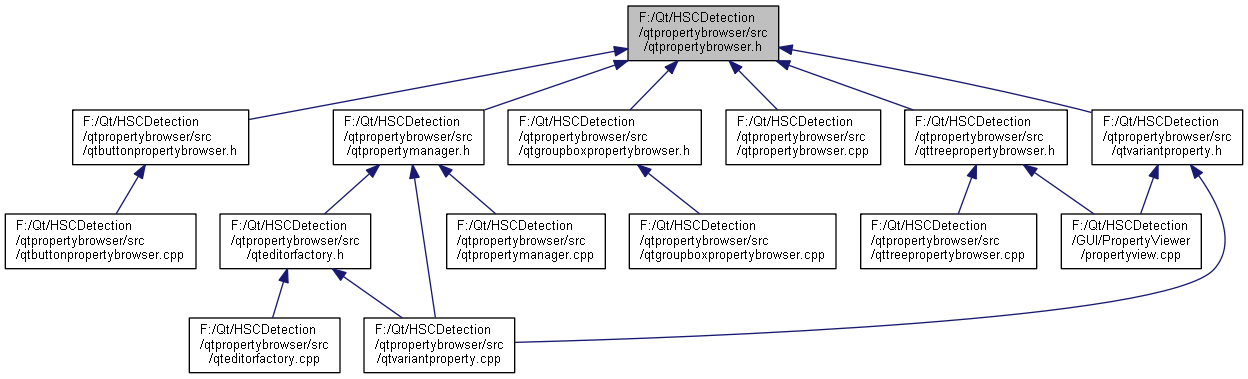 F:/Qt/HSCDetection
/qtpropertybrowser/src
/qtpropertybrowser.h
F:/Qt/HSCDetection
/qtpropertybrowser/src
/qtbuttonpropertybrowser.h
F:/Qt/HSCDetection
/qtpropertybrowser/src
/qtpropertymanager.h
F:/Qt/HSCDetection
/qtpropertybrowser/src
/qtgroupboxpropertybrowser.h
F:/Qt/HSCDetection
/qtpropertybrowser/src
/qtpropertybrowser.cpp
F:/Qt/HSCDetection
/qtpropertybrowser/src
/qttreepropertybrowser.h
F:/Qt/HSCDetection
/qtpropertybrowser/src
/qtvariantproperty.h
F:/Qt/HSCDetection
/qtpropertybrowser/src
/qtbuttonpropertybrowser.cpp
F:/Qt/HSCDetection
/qtpropertybrowser/src
/qteditorfactory.h
F:/Qt/HSCDetection
/qtpropertybrowser/src
/qtpropertymanager.cpp
F:/Qt/HSCDetection
/qtpropertybrowser/src
/qtgroupboxpropertybrowser.cpp
F:/Qt/HSCDetection
/qtpropertybrowser/src
/qttreepropertybrowser.cpp
F:/Qt/HSCDetection
/GUI/PropertyViewer
/propertyview.cpp
F:/Qt/HSCDetection
/qtpropertybrowser/src
/qteditorfactory.cpp
F:/Qt/HSCDetection
/qtpropertybrowser/src
/qtvariantproperty.cpp